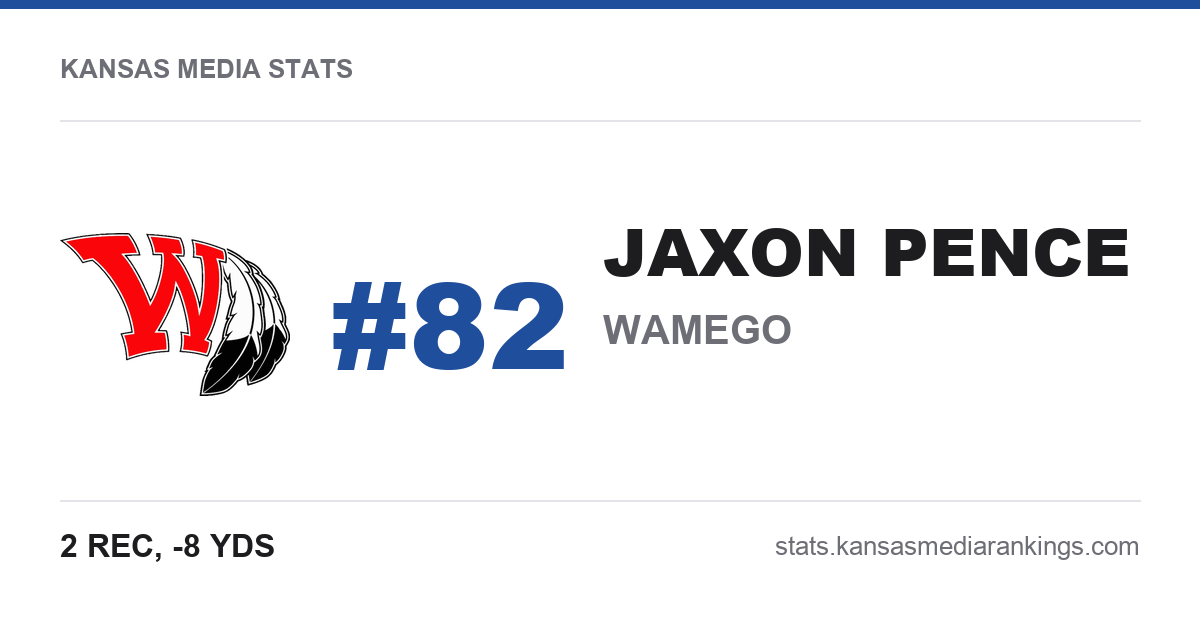 KANSAS MEDIA STATS
W
#82
JAXON PENCE
WAMEGO
2 REC, -8 YDS
stats.kansasmediarankings.com